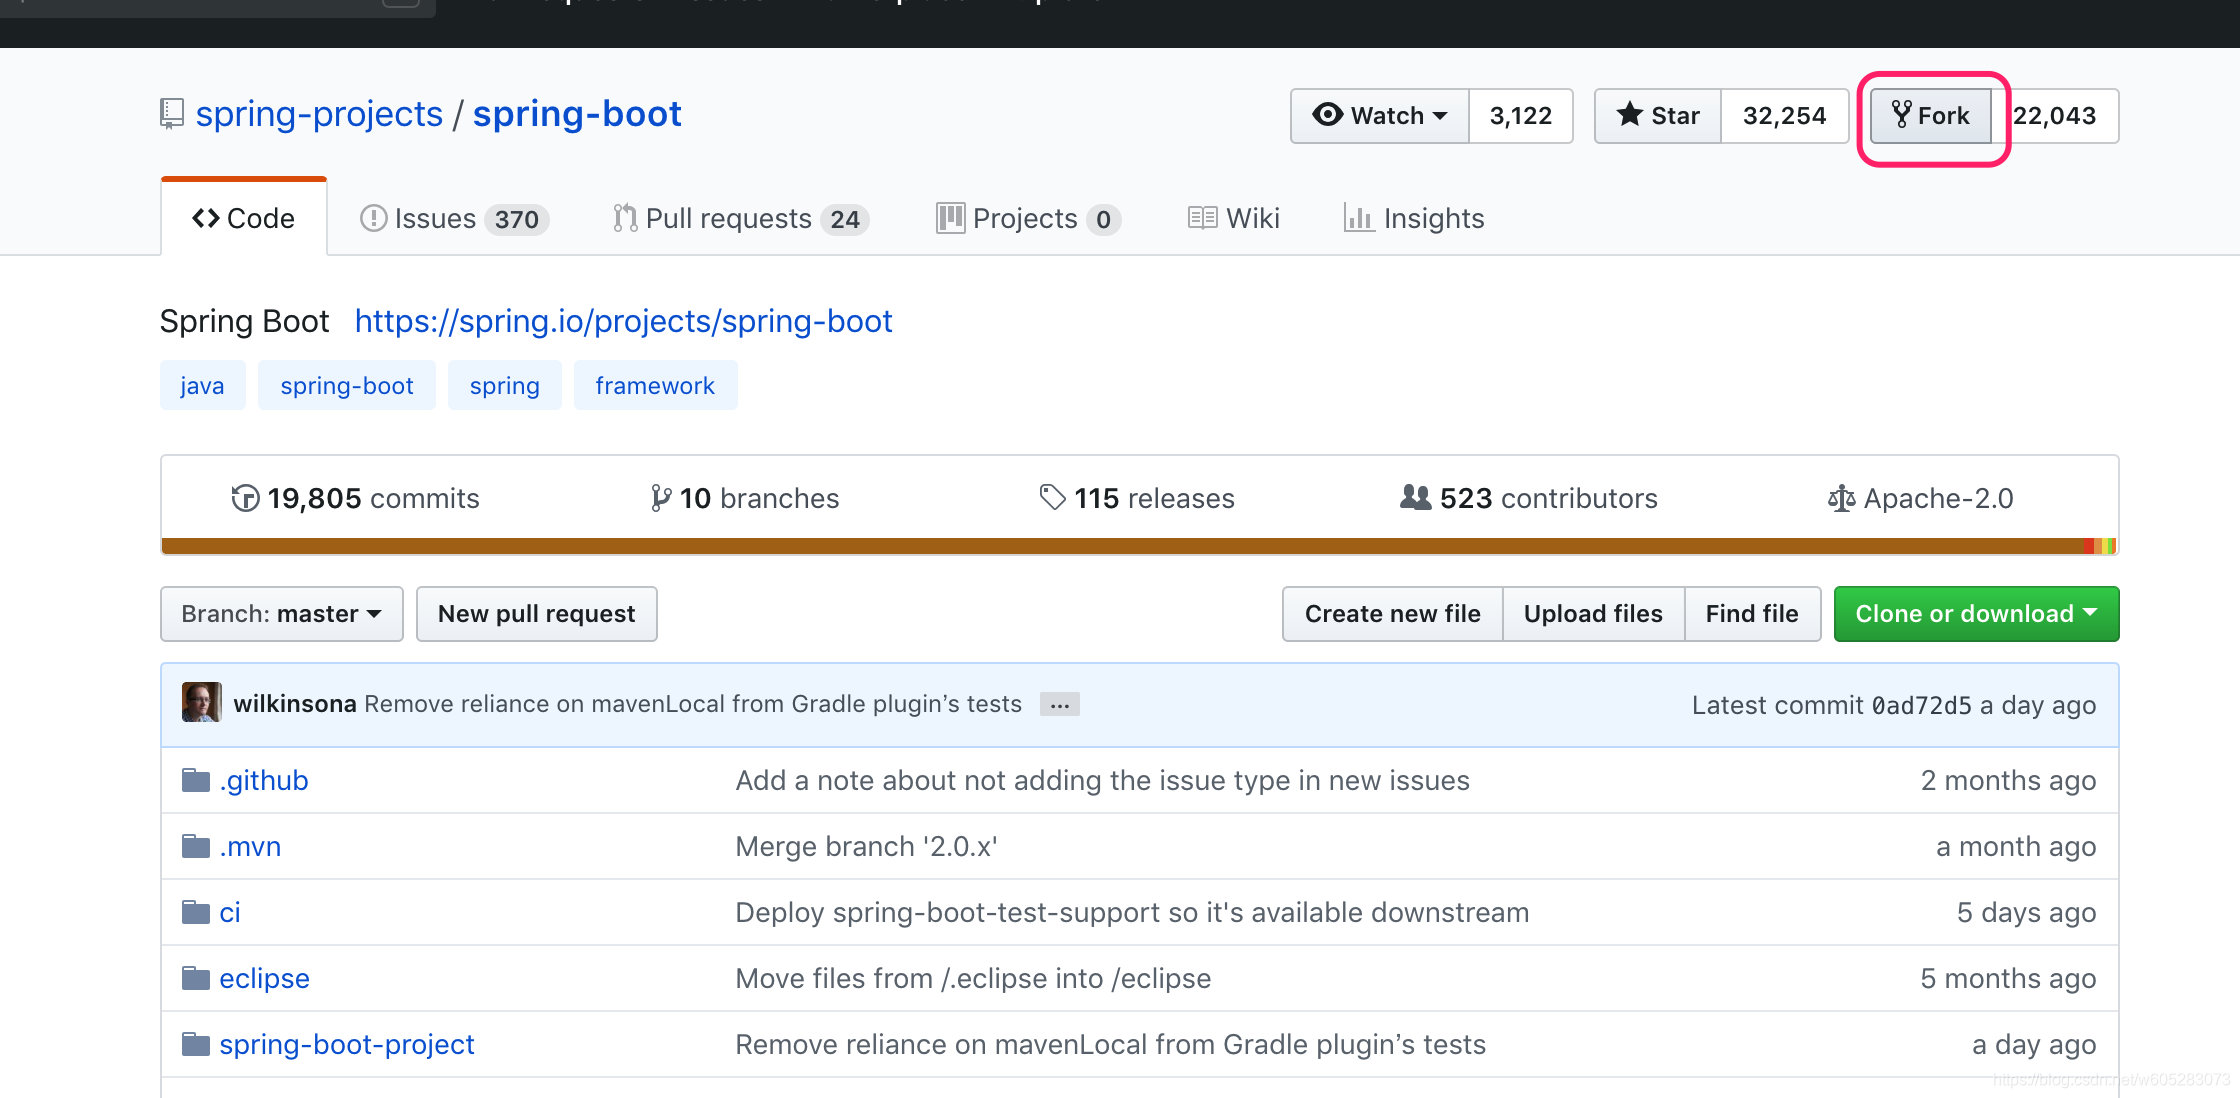 spring-projects / spring-boot
Watch 3,122 Star 32,254 Fork 22,043
Code Issues 370 Pull requests 24 Projects 0 Wiki Insights
Spring Boot https://spring.io/projects/spring-boot
java spring-boot spring framework
19,805 commits 10 branches 115 releases 523 contributors Apache-2.0
Branch: master New pull request Create new file Upload files Find file Clone or download
wilkinsona Remove reliance on mavenLocal from Gradle plugin’s tests … Latest commit 0ad72d5 a day ago
.github Add a note about not adding the issue type in new issues 2 months ago
.mvn Merge branch '2.0.x' a month ago
ci Deploy spring-boot-test-support so it's available downstream 5 days ago
eclipse Move files from /.eclipse into /eclipse 5 months ago
spring-boot-project Remove reliance on mavenLocal from Gradle plugin’s tests a day ago
https://blog.csdn.net/w605283073